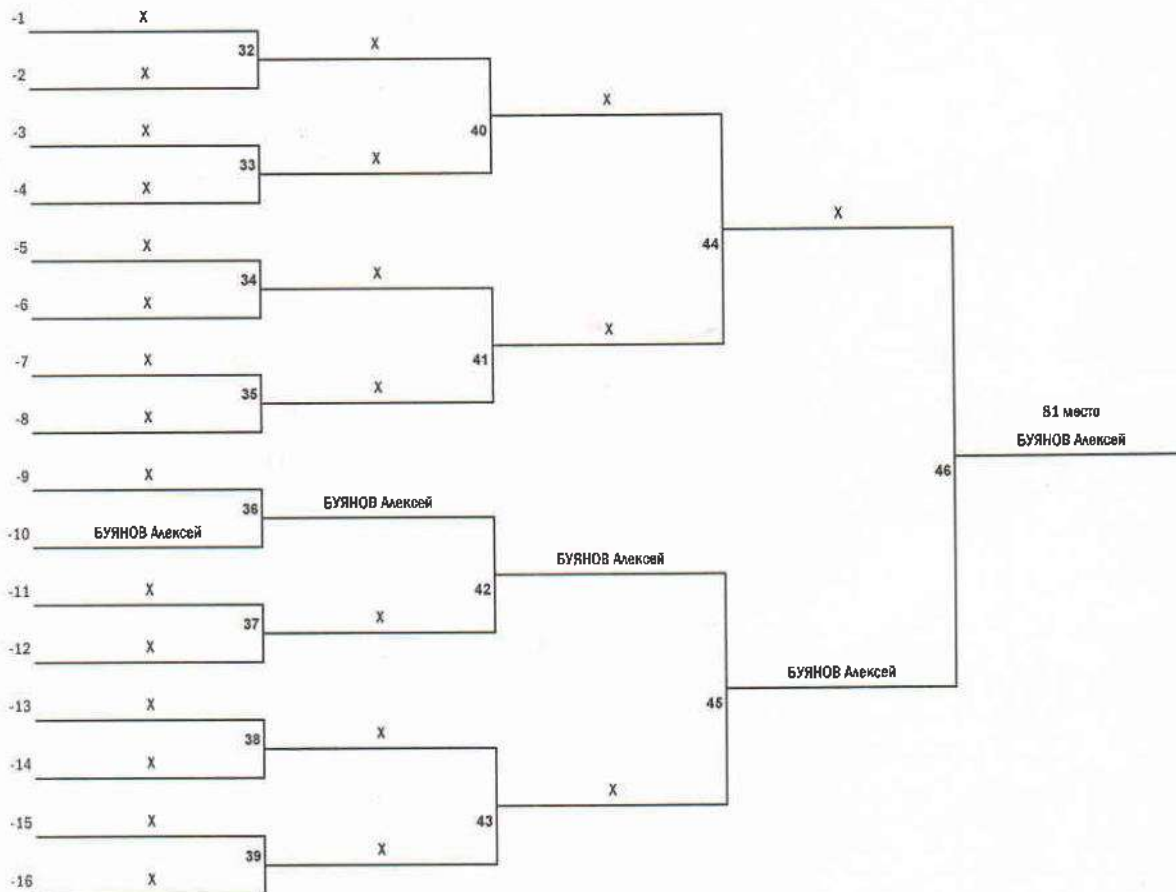 -1 X
32 X
-2 X
40 X
-3 X
33 X
-4 X
44 X
-5 X
34 X
-6 X
41 X
-7 X
35 X
-8 X
81 место
46 БУЯНОВ Алексей
-9 X
36 БУЯНОВ Алексей
-10 БУЯНОВ Алексей
42 БУЯНОВ Алексей
-11 X
37 X
-12 X
45 БУЯНОВ Алексей
-13 X
38 X
-14 X
43 X
-15 X
39 X
-16 X